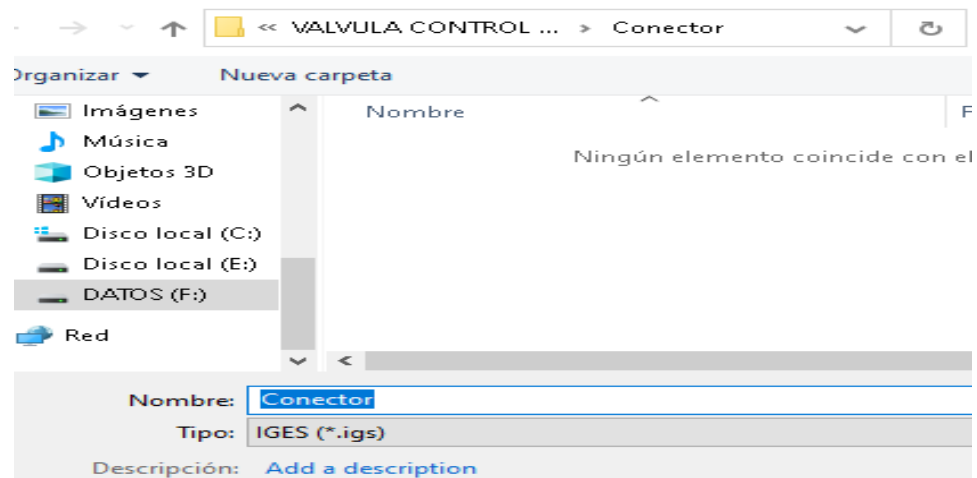 « VALVULA CONTROL ... > Conector
Organizar Nueva carpeta
Imágenes
Nombre
F
Música
Ningún elemento coincide con el
Objetos 3D
Vídeos
Disco local (C:)
Disco local (E:)
DATOS (F:)
Red
Nombre: Conector
Tipo: IGES (*.igs)
Descripción: Add a description